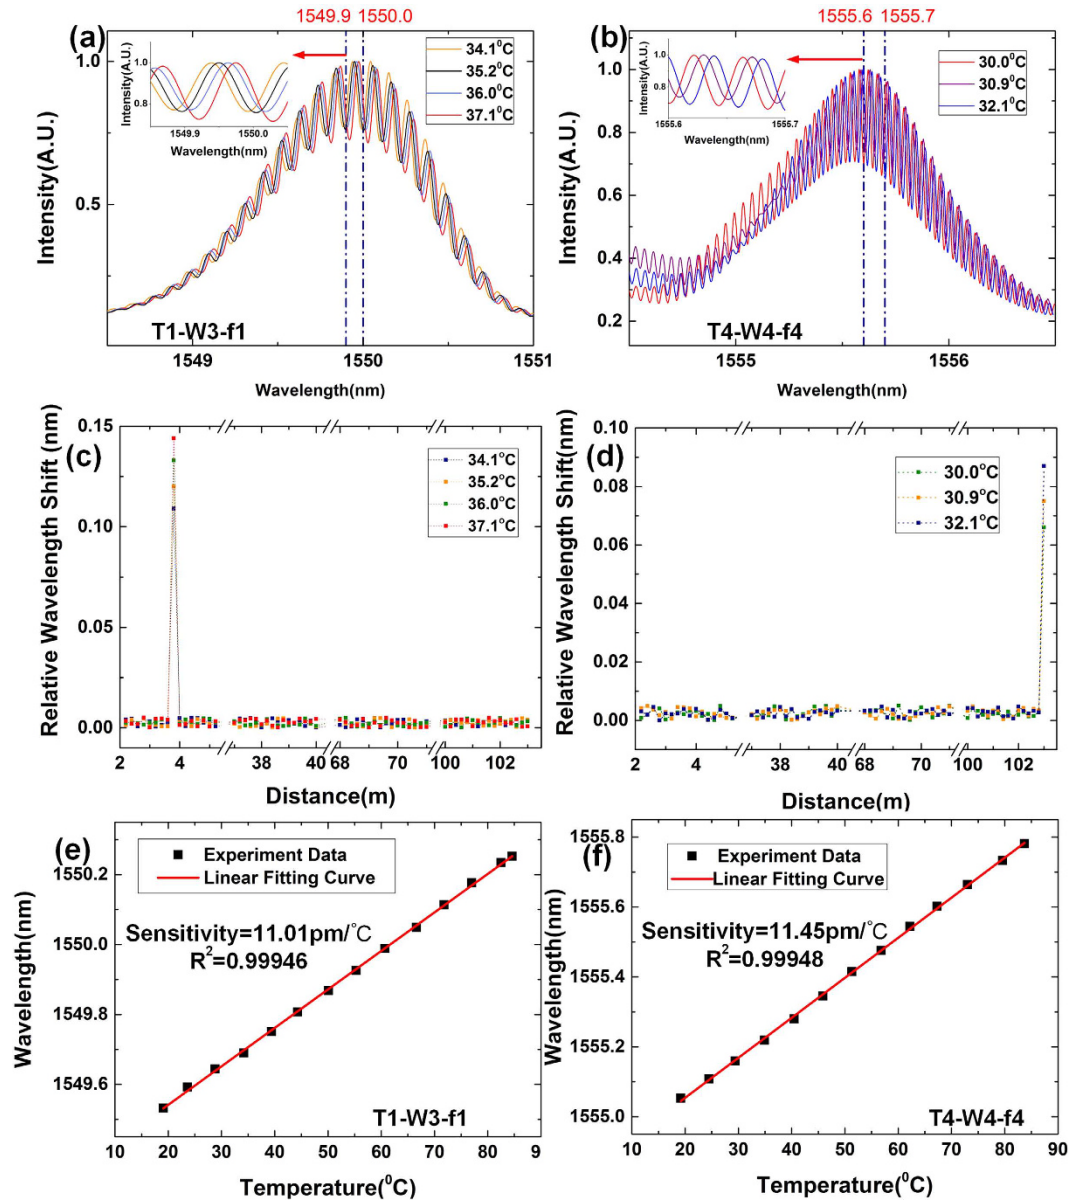 1549.9 1550.0
(a)
1.0
0.5
Intensity(A.U.)
Intensity(A.U.)
1.0
0.8
1549.9 1550.0
Wavelength(nm)
34.1⁰C
35.2⁰C
36.0⁰C
37.1⁰C
T1-W3-f1
1549 1550 1551
Wavelength(nm)
1555.6 1555.7
(b)
1.0
0.8
0.6
0.4
0.2
Intensity(A.U.)
Intensity(A.U.)
1.0
0.8
1555.6 1555.7
Wavelength(nm)
30.0⁰C
30.9⁰C
32.1⁰C
T4-W4-f4
1555 1556
Wavelength(nm)
(c)
0.15
0.10
0.05
0.00
Relative Wavelength Shift (nm)
34.1°C
35.2°C
36.0°C
37.1°C
2 4 38 40 68 70 100 102
Distance(m)
(d)
0.10
0.08
0.06
0.04
0.02
0.00
Relative Wavelength Shift(nm)
30.0°C
30.9°C
32.1°C
2 4 38 40 68 70 100 102
Distance(m)
(e)
1550.2
1550.0
1549.8
1549.6
Wavelength(nm)
Experiment Data
Linear Fitting Curve
Sensitivity=11.01pm/°C
R²=0.99946
T1-W3-f1
10 20 30 40 50 60 70 80 9
Temperature(⁰C)
(f)
1555.8
1555.6
1555.4
1555.2
1555.0
Wavelength(nm)
Experiment Data
Linear Fitting Curve
Sensitivity=11.45pm/°C
R²=0.99948
T4-W4-f4
10 20 30 40 50 60 70 80 90
Temperature(⁰C)